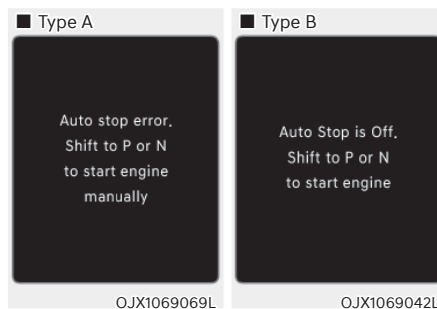 ■ Type A
Auto stop error.
Shift to P or N
to start engine
manually
OJX1069069L
■ Type B
Auto Stop is Off.
Shift to P or N
to start engine
OJX1069042L